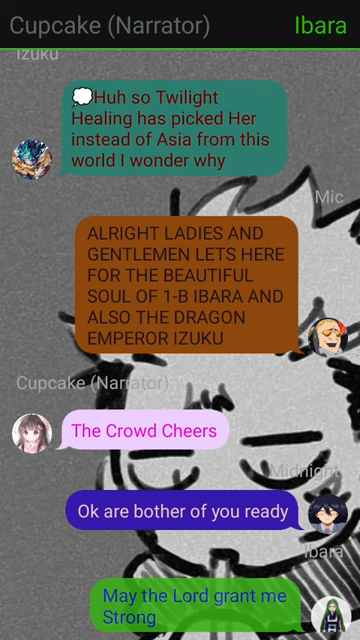 Cupcake (Narrator) Ibara
Izuku
💭Huh so Twilight
Healing has picked Her
instead of Asia from this
world I wonder why
Mic
ALRIGHT LADIES AND
GENTLEMEN LETS HERE
FOR THE BEAUTIFUL
SOUL OF 1-B IBARA AND
ALSO THE DRAGON
EMPEROR IZUKU
Cupcake (Narrator)
The Crowd Cheers
Midnight
Ok are bother of you ready
Ibara
May the Lord grant me
Strong